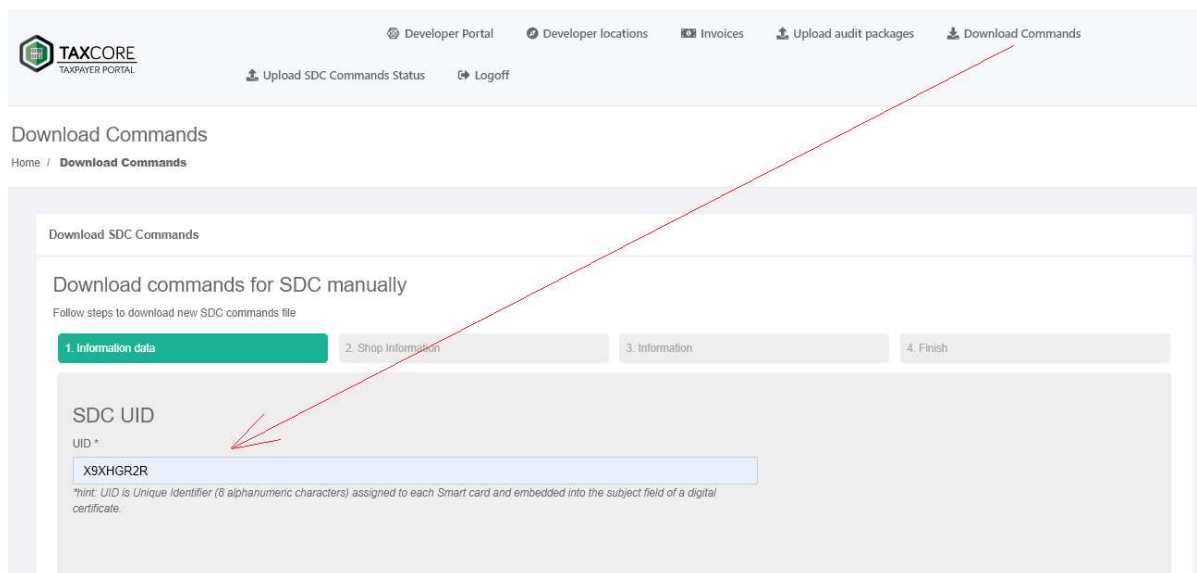 Developer Portal Developer locations Invoices Upload audit packages Download Commands
TAXCORE
TAXPAYER PORTAL
Upload SDC Commands Status Logoff
Download Commands
Home / Download Commands
Download SDC Commands
Download commands for SDC manually
Follow steps to download new SDC commands file
1. Information data 2. Shop Information 3. Information 4. Finish
SDC UID
UID *
X9XHGR2R
*hint: UID is Unique Identifier (8 alphanumeric characters) assigned to each Smart card and embedded into the subject field of a digital
certificate.